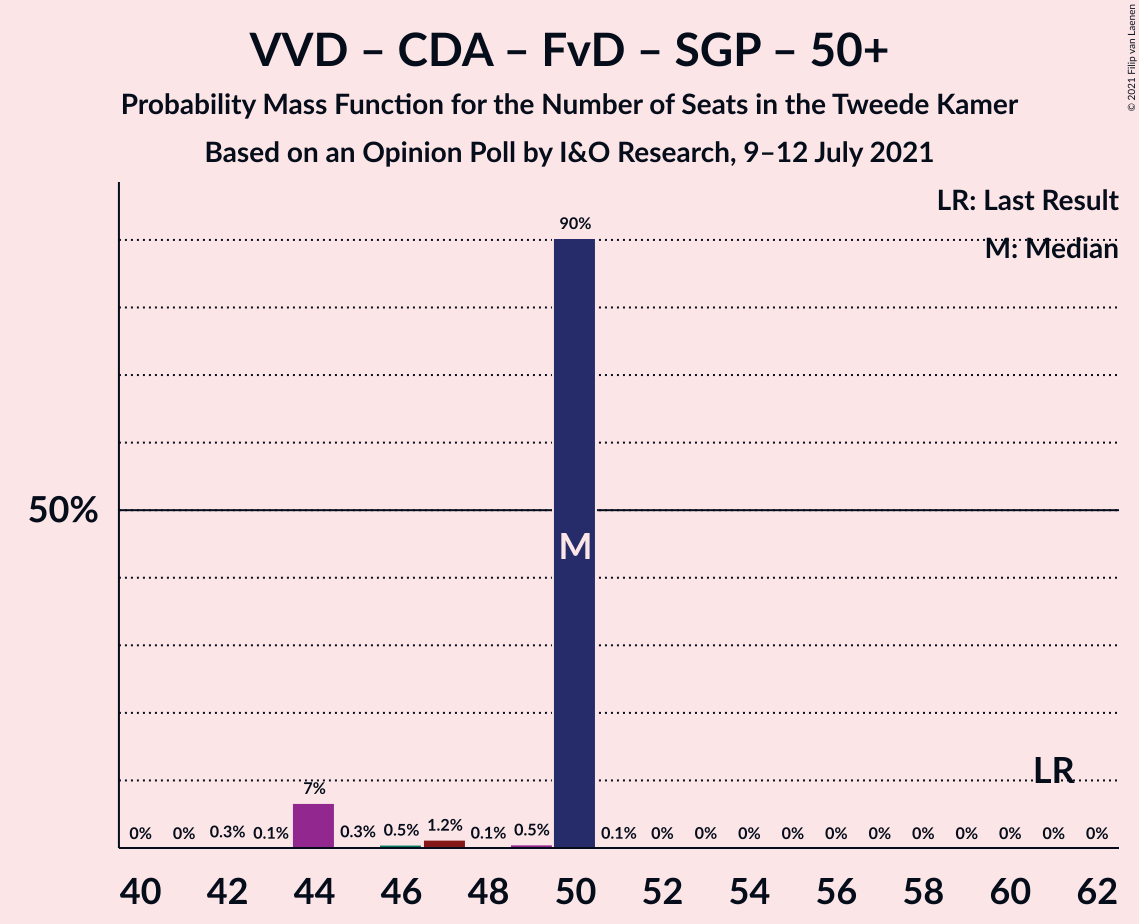 VVD – CDA – FvD – SGP – 50+
Probability Mass Function for the Number of Seats in the Tweede Kamer
Based on an Opinion Poll by I&O Research, 9–12 July 2021
© 2021 Filip van Laenen
LR: Last Result
M: Median
90%
50%
M
LR
7%
0% 0% 0.3% 0.1% 0.3% 0.5% 1.2% 0.1% 0.5% 0.1% 0% 0% 0% 0% 0% 0% 0% 0% 0% 0% 0%
40 42 44 46 48 50 52 54 56 58 60 62